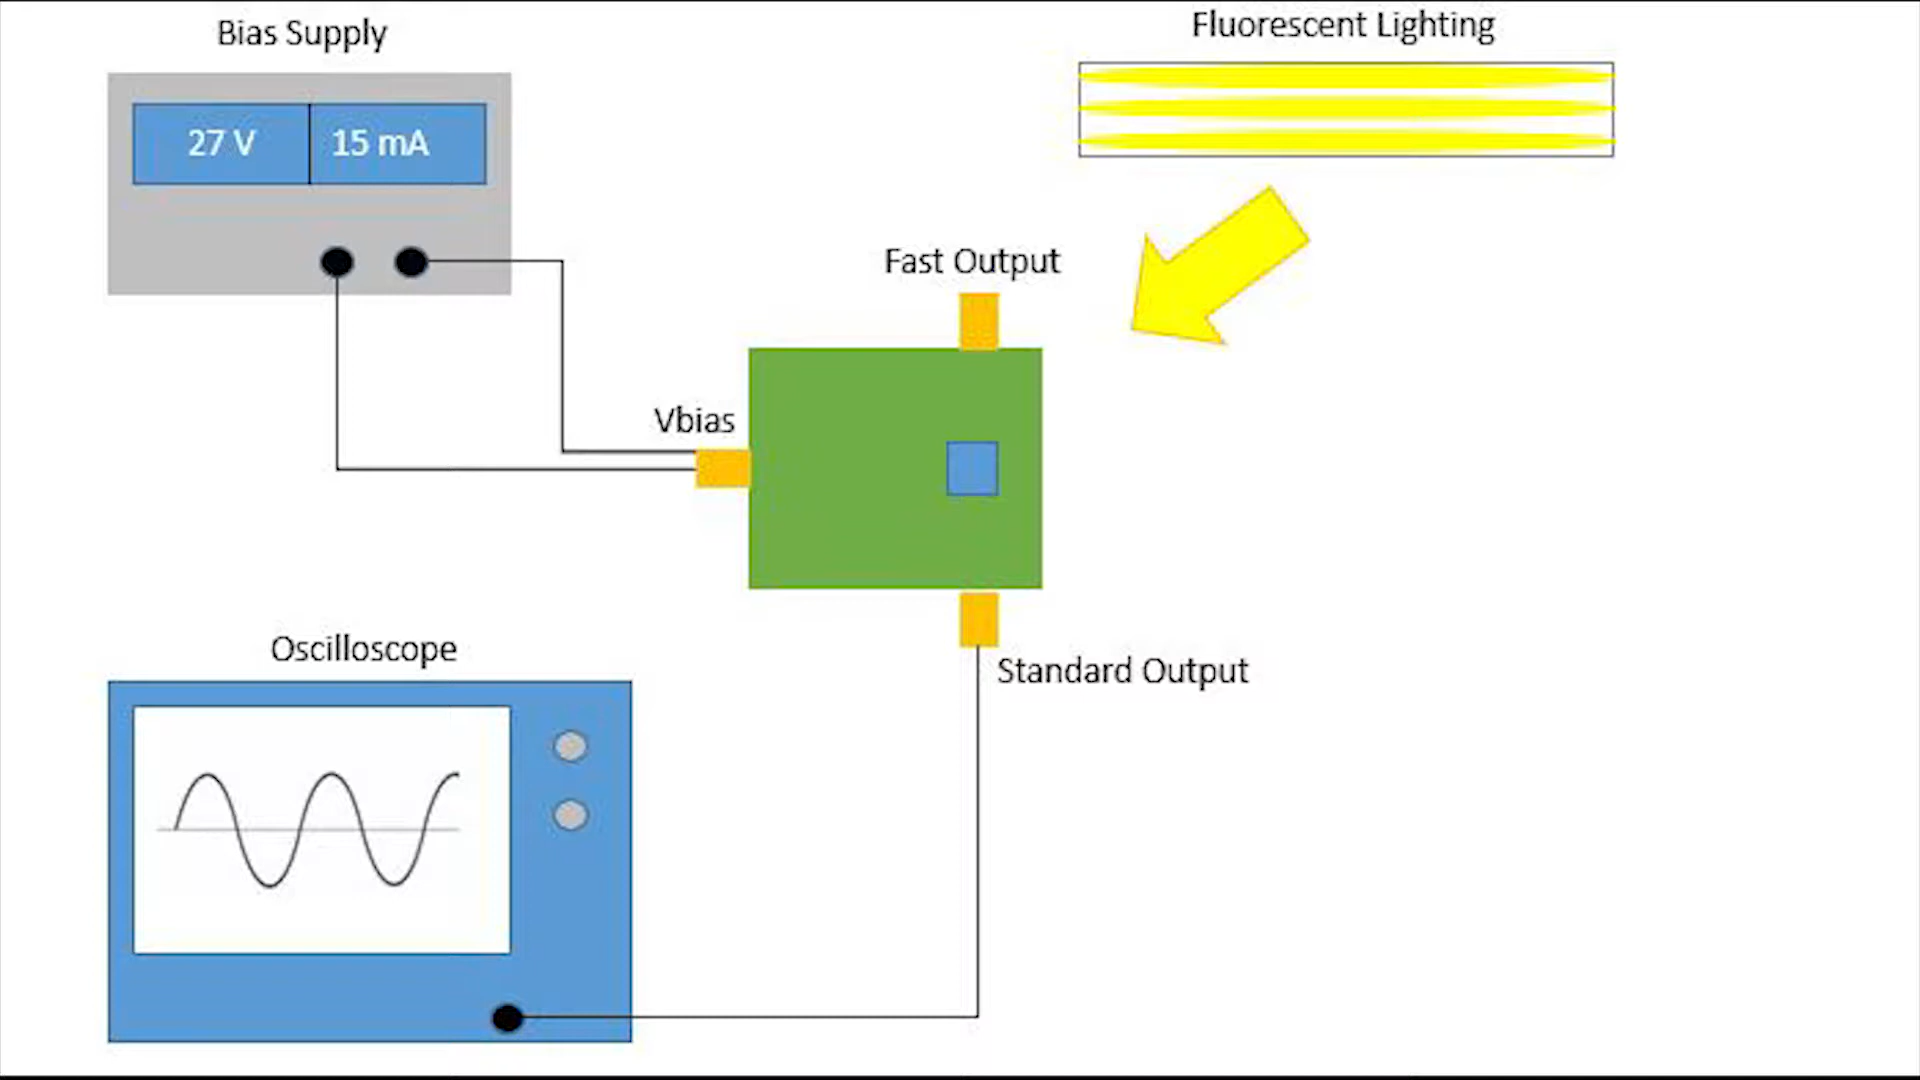 Bias Supply
27 V
15 mA
Fluorescent Lighting
Fast Output
Vbias
Oscilloscope
Standard Output